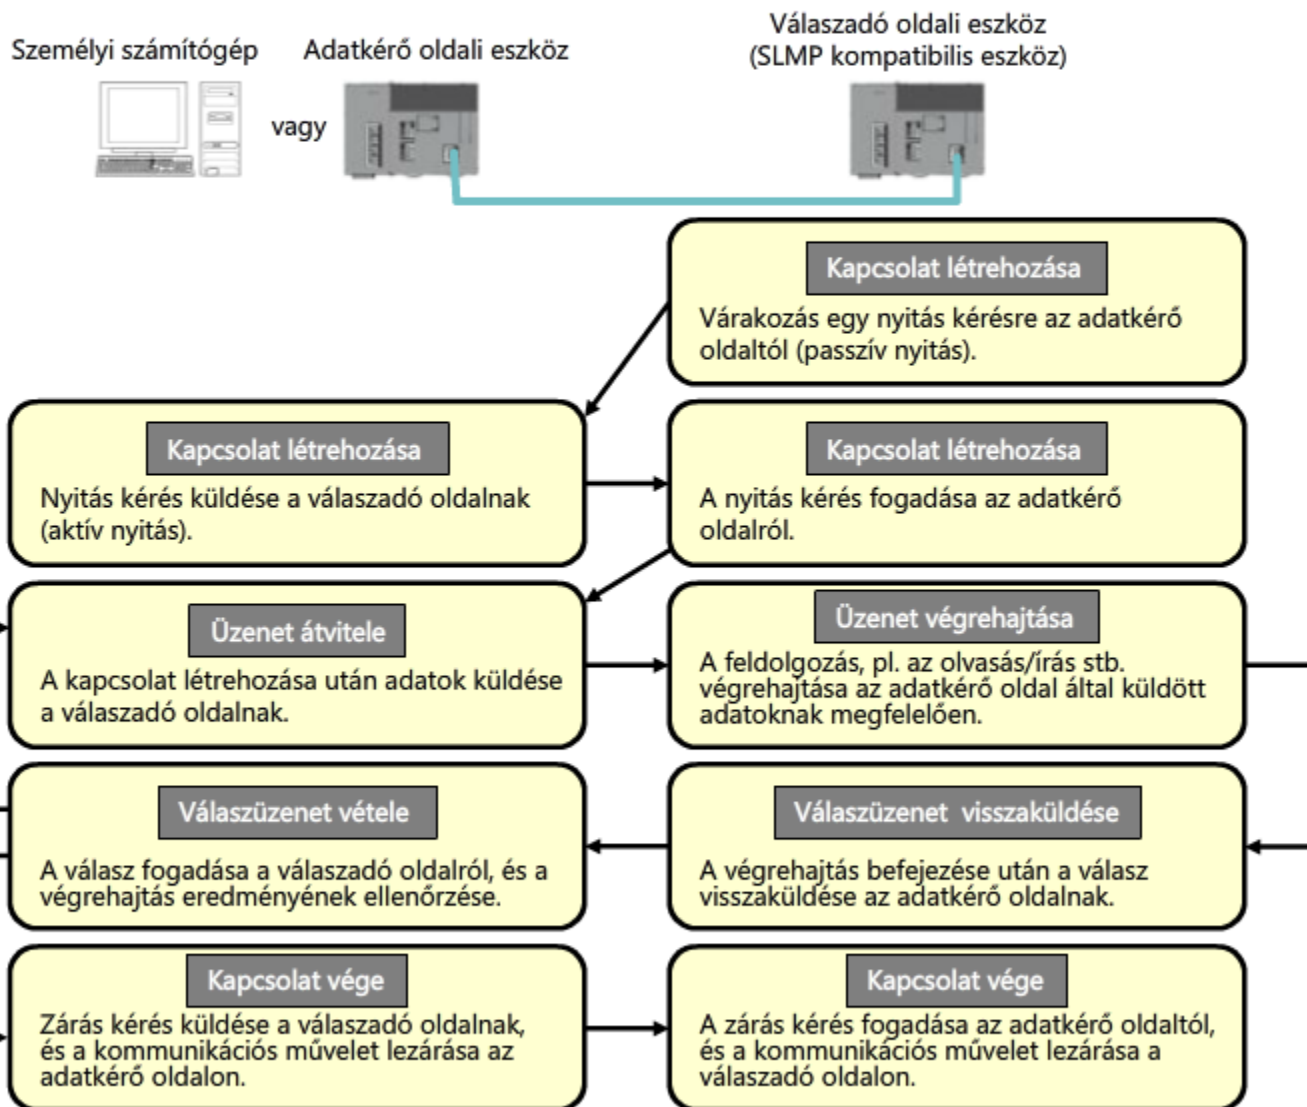 Személyi számítógép
Adatkérő oldali eszköz
Válaszadó oldali eszköz
(SLMP kompatibilis eszköz)
vagy
Kapcsolat létrehozása
Várakozás egy nyitás kérésre az adatkérő
oldaltól (passzív nyitás).
Kapcsolat létrehozása
Nyitás kérés küldése a válaszadó oldalnak
(aktív nyitás).
Kapcsolat létrehozása
A nyitás kérés fogadása az adatkérő
oldalról.
Üzenet átvitele
A kapcsolat létrehozása után adatok küldése
a válaszadó oldalnak.
Üzenet végrehajtása
A feldolgozás, pl. az olvasás/írás stb.
végrehajtása az adatkérő oldal által küldött
adatoknak megfelelően.
Válaszüzenet vétele
A válasz fogadása a válaszadó oldalról, és a
végrehajtás eredményének ellenőrzése.
Válaszüzenet visszaküldése
A végrehajtás befejezése után a válasz
visszaküldése az adatkérő oldalnak.
Kapcsolat vége
Zárás kérés küldése a válaszadó oldalnak,
és a kommunikációs művelet lezárása az
adatkérő oldalon.
Kapcsolat vége
A zárás kérés fogadása az adatkérő oldaltól,
és a kommunikációs művelet lezárása a
válaszadó oldalon.